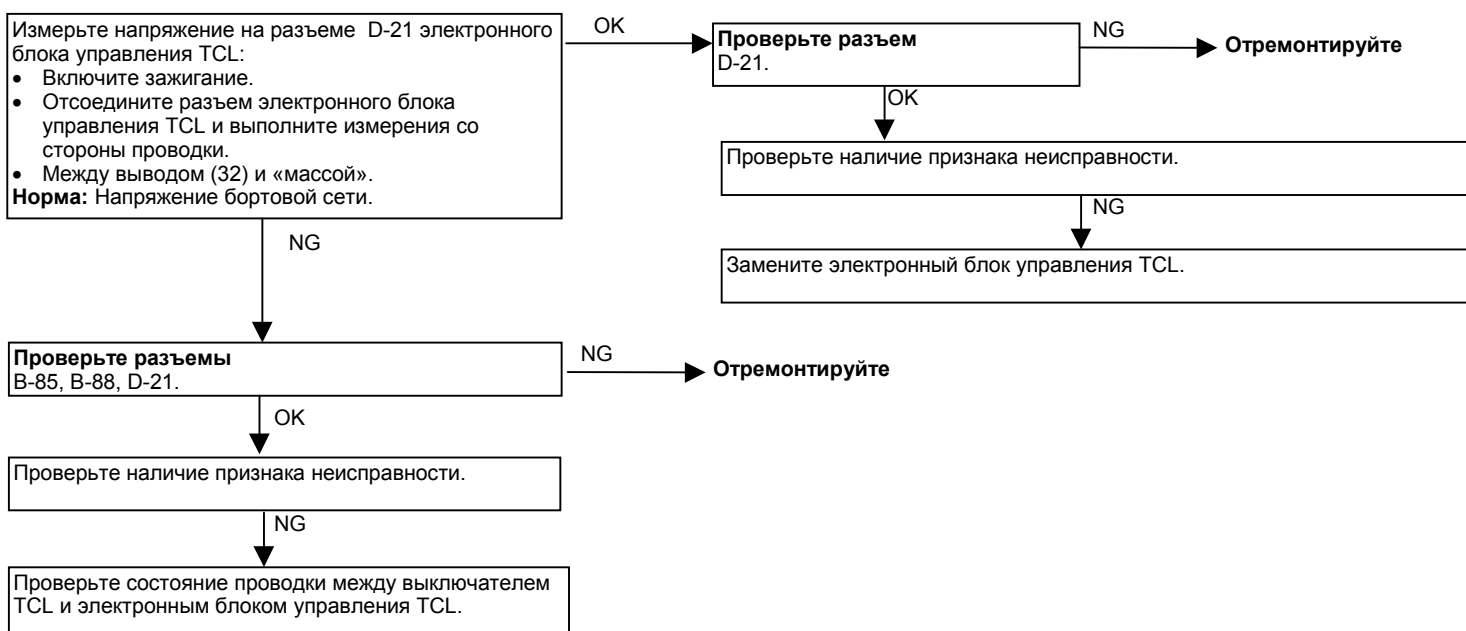 Измерьте напряжение на разъеме D-21 электронного
блока управления TCL:
• Включите зажигание.
• Отсоедините разъем электронного блока
управления TCL и выполните измерения со
стороны проводки.
• Между выводом (32) и «массой».
Норма: Напряжение бортовой сети.
OK
Проверьте разъем
D-21.
NG
Отремонтируйте
OK
Проверьте наличие признака неисправности.
NG
Замените электронный блок управления TCL.
NG
Проверьте разъемы
B-85, B-88, D-21.
NG
Отремонтируйте
OK
Проверьте наличие признака неисправности.
NG
Проверьте состояние проводки между выключателем
TCL и электронным блоком управления TCL.